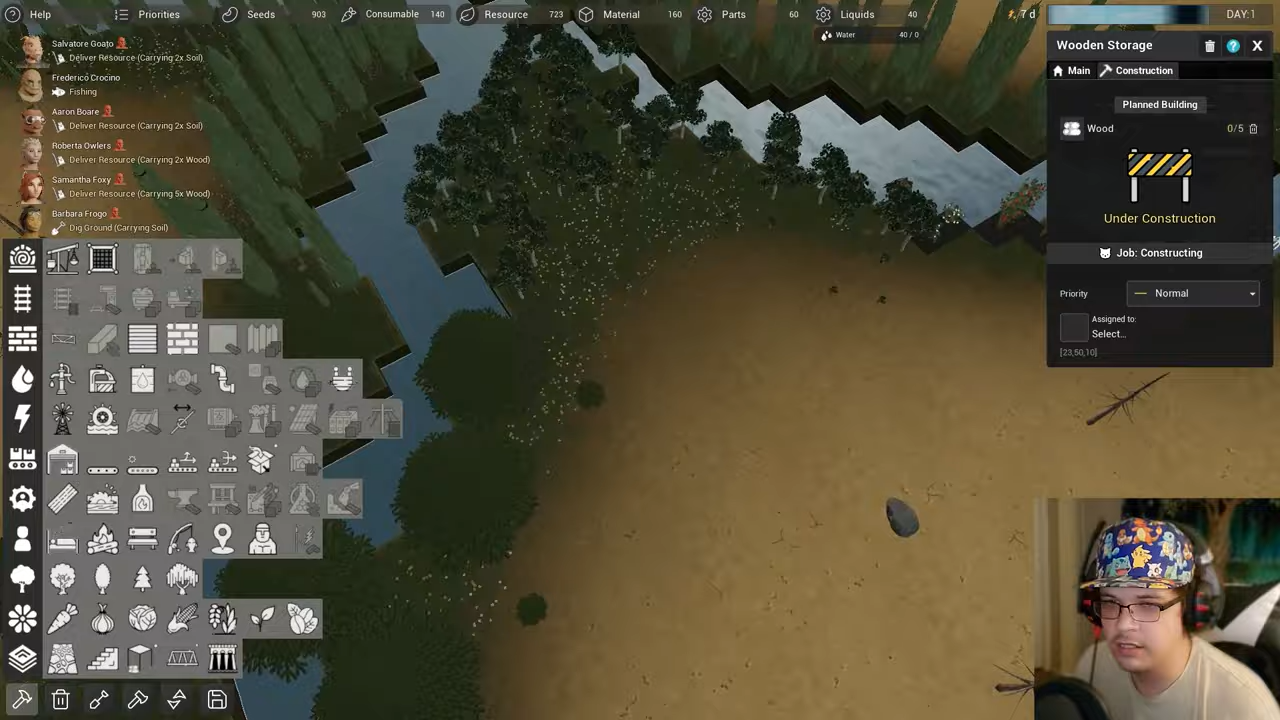 Help
Priorities
Seeds 903
Consumable 140
Resource 723
Material 160
Parts 60
Liquids 40
7 d
DAY:1
Water 40 / 0
Salvatore Goato
Deliver Resource (Carrying 2x Soil)
Frederico Crocino
Fishing
Aaron Boare
Deliver Resource (Carrying 2x Soil)
Roberta Owlers
Deliver Resource (Carrying 2x Wood)
Samantha Foxy
Deliver Resource (Carrying 5x Wood)
Barbara Frogo
Dig Ground (Carrying Soil)
Wooden Storage
Main
Construction
Planned Building
Wood 0/5
Under Construction
Job: Constructing
Priority
Normal
Assigned to:
Select...
[23,50,10]